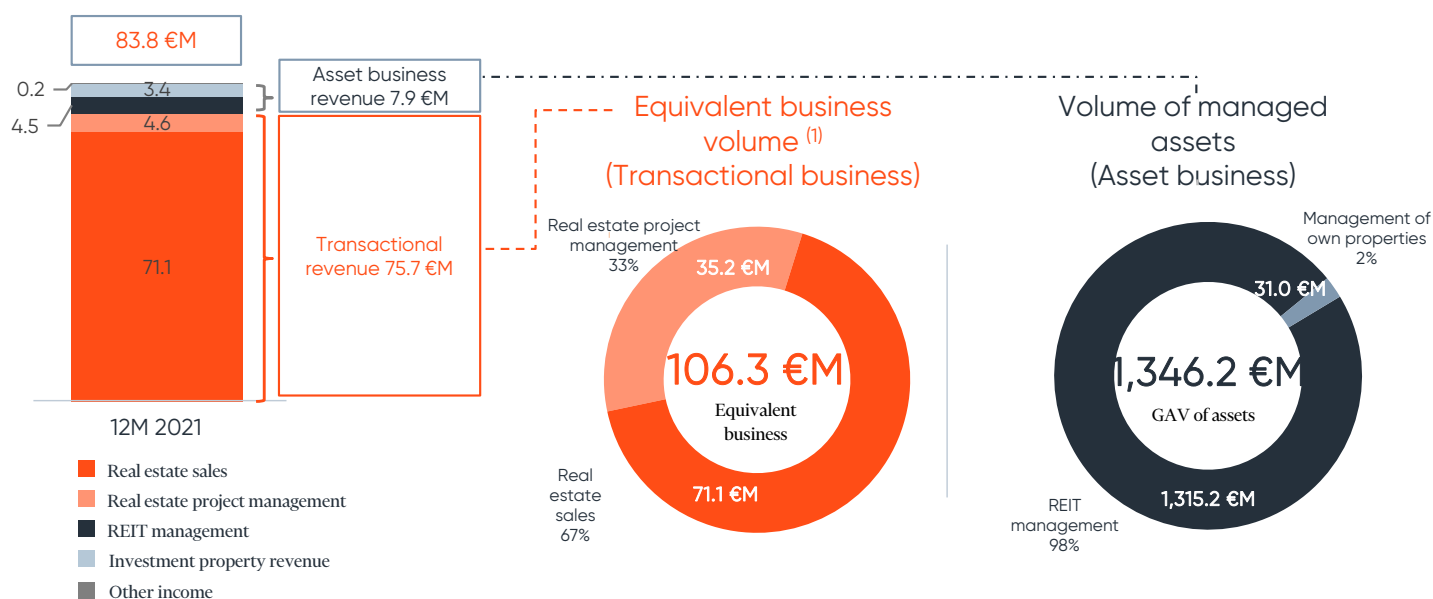 83.8 €M
0.2
3.4
4.5
4.6
71.1
12M 2021
Asset business
revenue 7.9 €M
Transactional
revenue 75.7 €M
Real estate sales
Real estate project management
REIT management
Investment property revenue
Other income
Equivalent business
volume (1)
(Transactional business)
Real estate project
management
33%
35.2 €M
106.3 €M
Equivalent
business
71.1 €M
Real
estate
sales
67%
Volume of managed
assets
(Asset business)
Management of
own properties
2%
31.0 €M
1,346.2 €M
GAV of assets
1,315.2 €M
REIT
management
98%